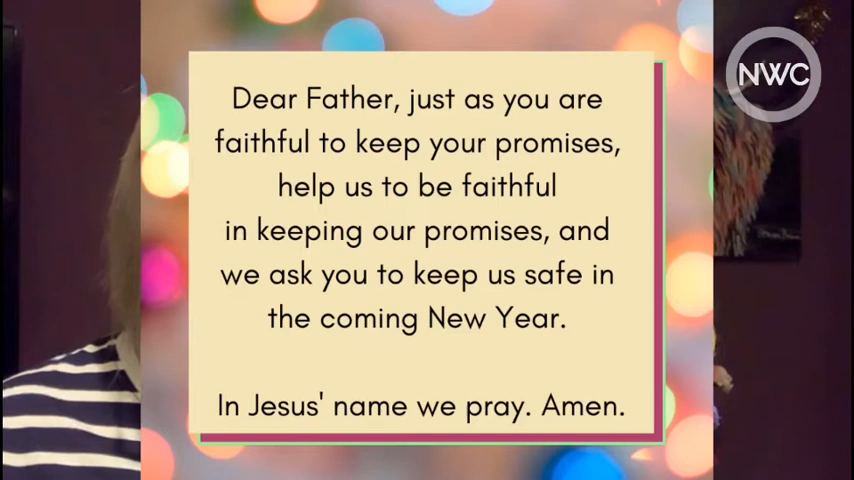 NWC
Dear Father, just as you are
faithful to keep your promises,
help us to be faithful
in keeping our promises, and
we ask you to keep us safe in
the coming New Year.
In Jesus' name we pray. Amen.